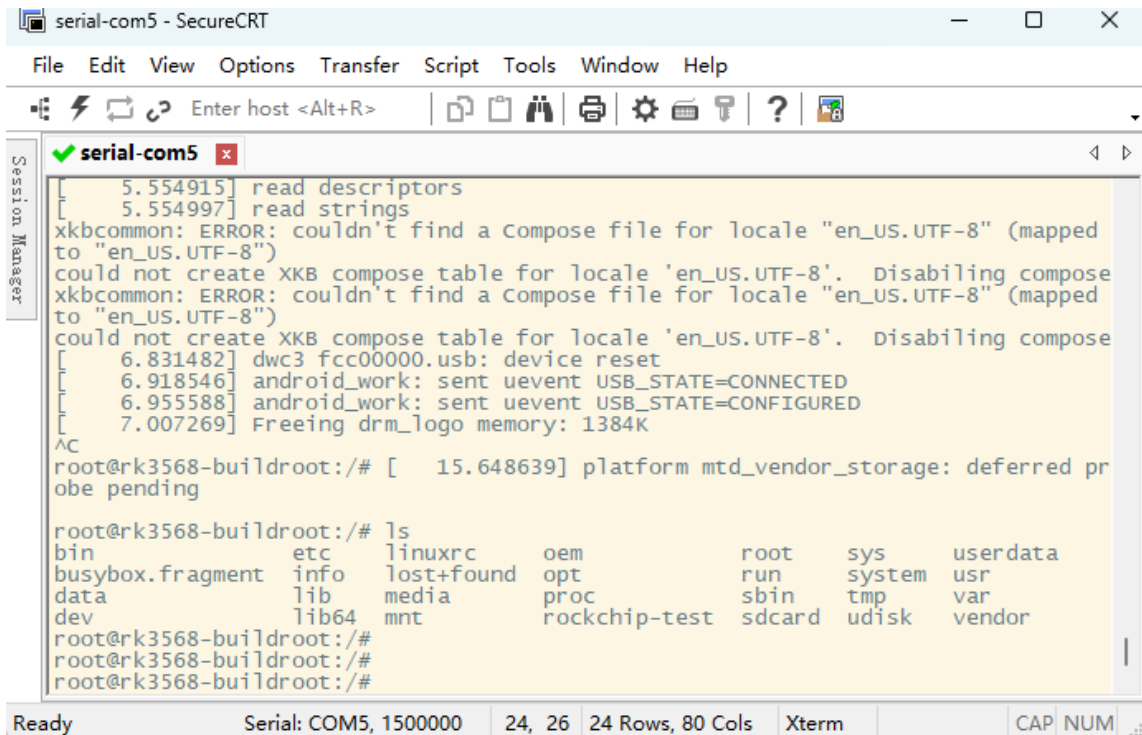 serial-com5 - SecureCRT
File Edit View Options Transfer Script Tools Window Help
Enter host <Alt+R>
serial-com5
Session Manager
[    5.554915] read descriptors
[    5.554997] read strings
xkbcommon: ERROR: couldn't find a Compose file for locale "en_US.UTF-8" (mapped
to "en_US.UTF-8")
could not create XKB compose table for locale 'en_US.UTF-8'.  Disabiling compose
xkbcommon: ERROR: couldn't find a Compose file for locale "en_US.UTF-8" (mapped
to "en_US.UTF-8")
could not create XKB compose table for locale 'en_US.UTF-8'.  Disabiling compose
[    6.831482] dwc3 fcc00000.usb: device reset
[    6.918546] android_work: sent uevent USB_STATE=CONNECTED
[    6.955588] android_work: sent uevent USB_STATE=CONFIGURED
[    7.007269] Freeing drm_logo memory: 1384K
^C
root@rk3568-buildroot:/# [   15.648639] platform mtd_vendor_storage: deferred pr
obe pending
root@rk3568-buildroot:/# ls
bin               etc    linuxrc     oem            root    sys     userdata
busybox.fragment  info   lost+found  opt            run     system  usr
data              lib    media       proc           sbin    tmp     var
dev               lib64  mnt         rockchip-test  sdcard  udisk   vendor
root@rk3568-buildroot:/#
root@rk3568-buildroot:/#
root@rk3568-buildroot:/#
Ready Serial: COM5, 1500000 24, 26 24 Rows, 80 Cols Xterm CAP NUM